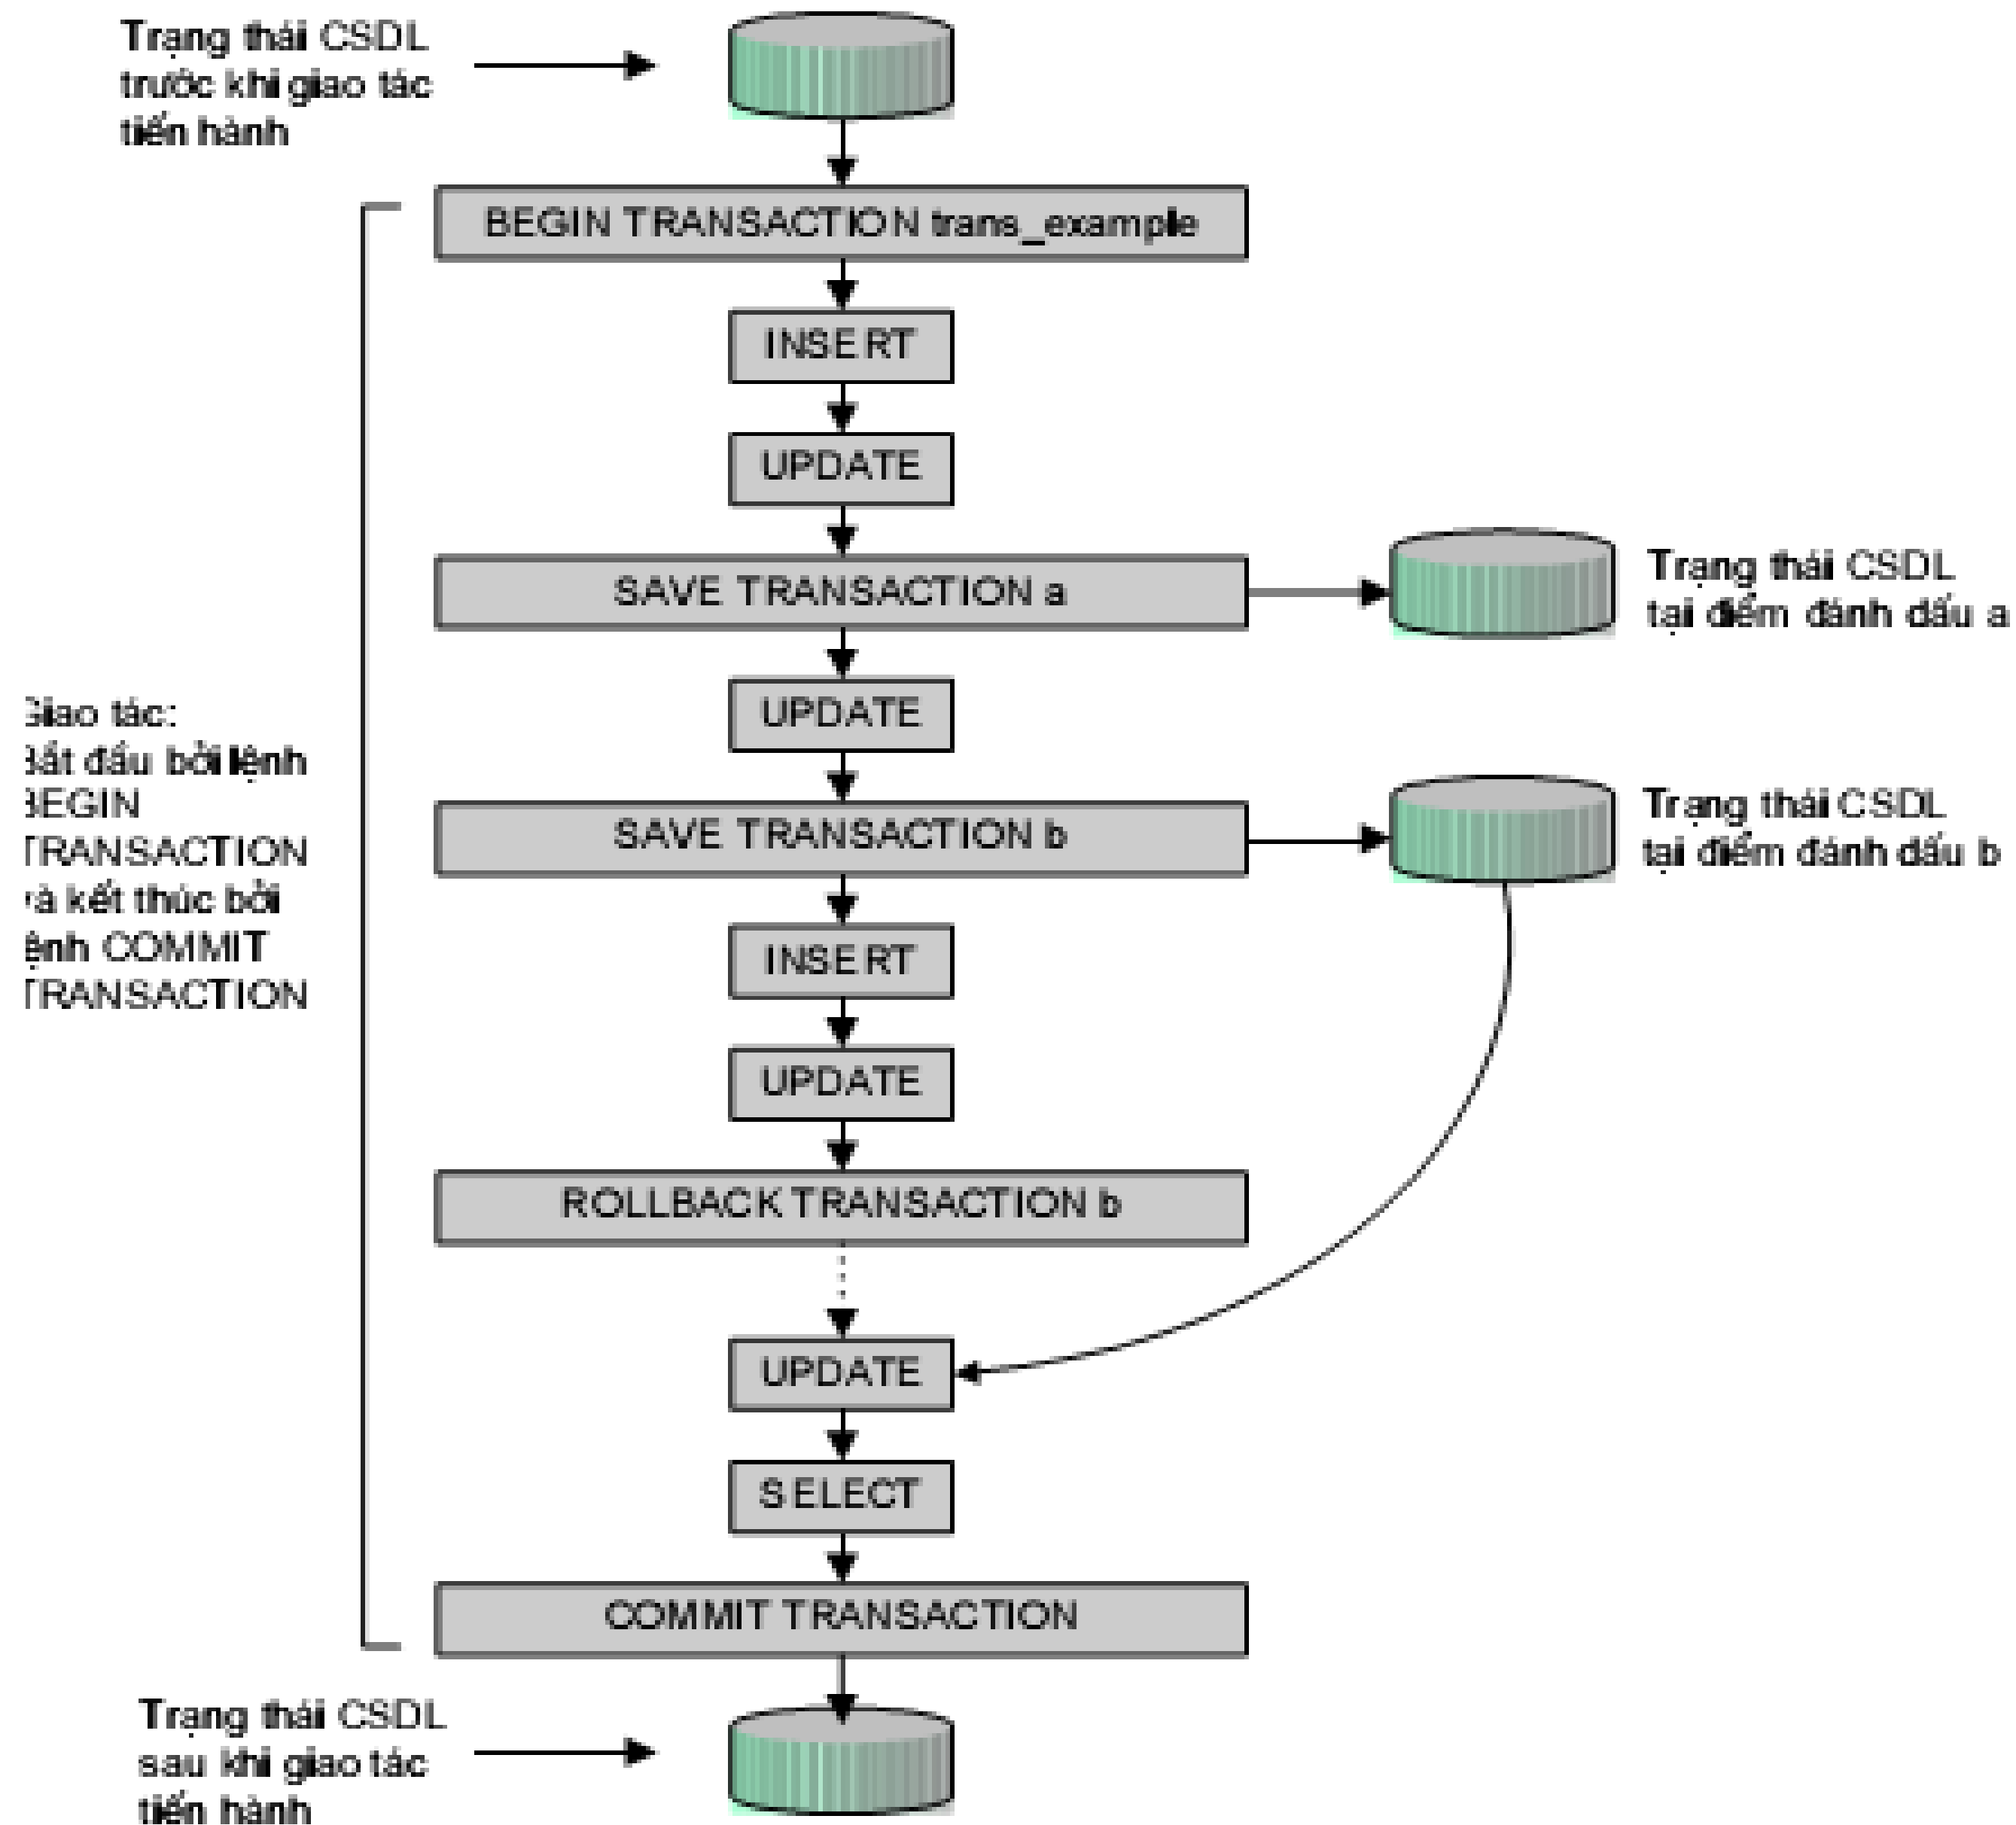 Trạng thái CSDL
trước khi giao tác
tiến hành
BEGIN TRANSACTION trans_example
INSERT
UPDATE
SAVE TRANSACTION a
Trạng thái CSDL
tại điểm đánh dấu a
UPDATE
Giao tác:
Bắt đầu bởi lệnh
BEGIN
TRANSACTION
và kết thúc bởi
lệnh COMMIT
TRANSACTION
SAVE TRANSACTION b
Trạng thái CSDL
tại điểm đánh dấu b
INSERT
UPDATE
ROLLBACK TRANSACTION b
UPDATE
SELECT
COMMIT TRANSACTION
Trạng thái CSDL
sau khi giao tác
tiến hành